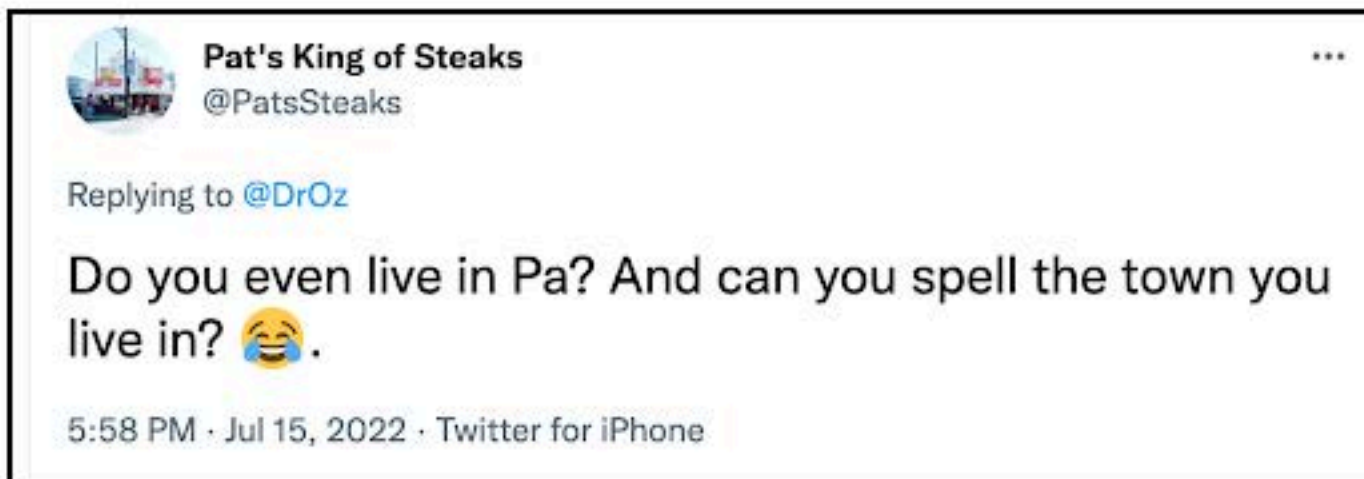 Pat's King of Steaks
...
@PatsSteaks
Replying to @DrOz
Do you even live in Pa? And can you spell the town you
live in? 😂.
5:58 PM · Jul 15, 2022 · Twitter for iPhone